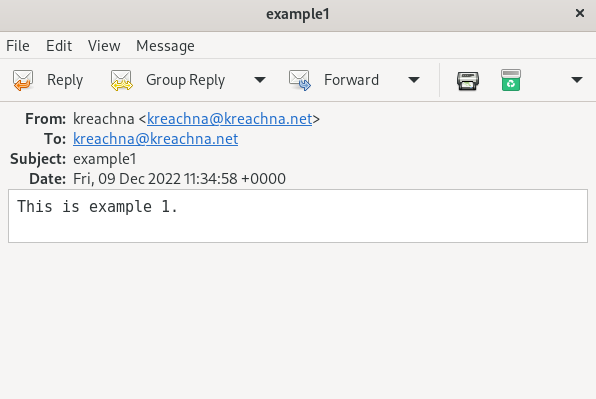 example1
File Edit View Message
Reply Group Reply Forward
From: kreachna <kreachna@kreachna.net>
To: kreachna@kreachna.net
Subject: example1
Date: Fri, 09 Dec 2022 11:34:58 +0000
This is example 1.